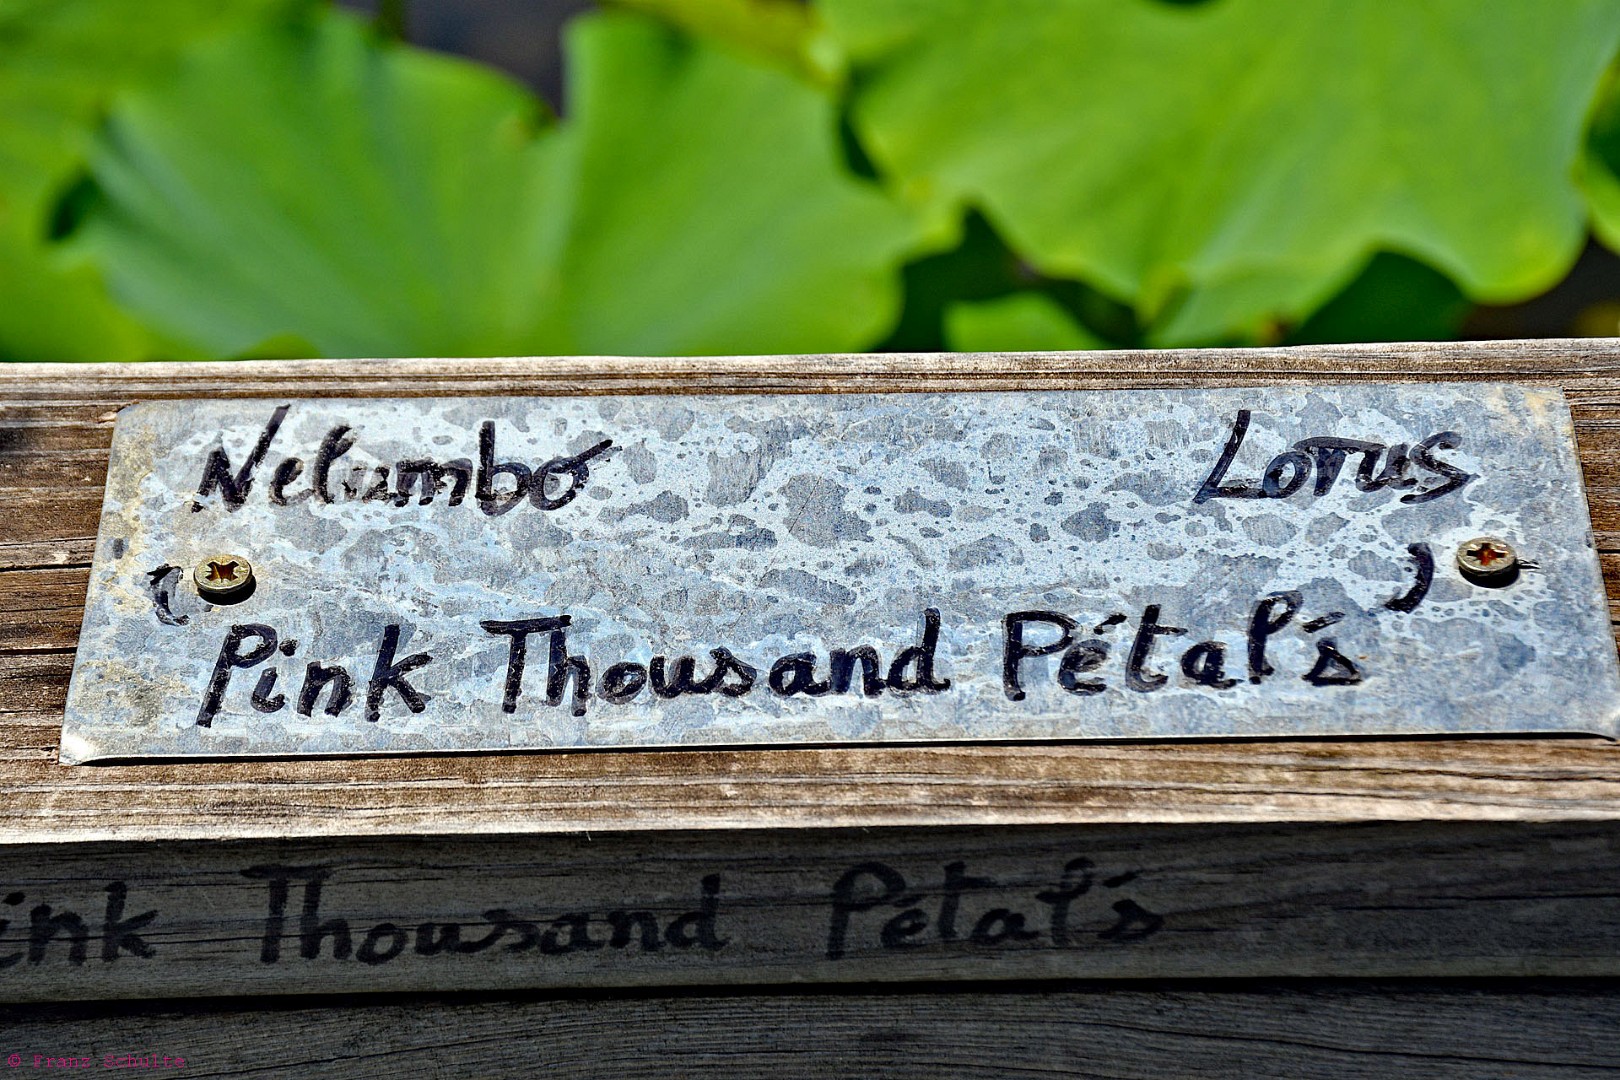 Nelumbo Lotus
(Pink Thousand Pétal's)
ink Thousand Pétal's
© Franz Schulte